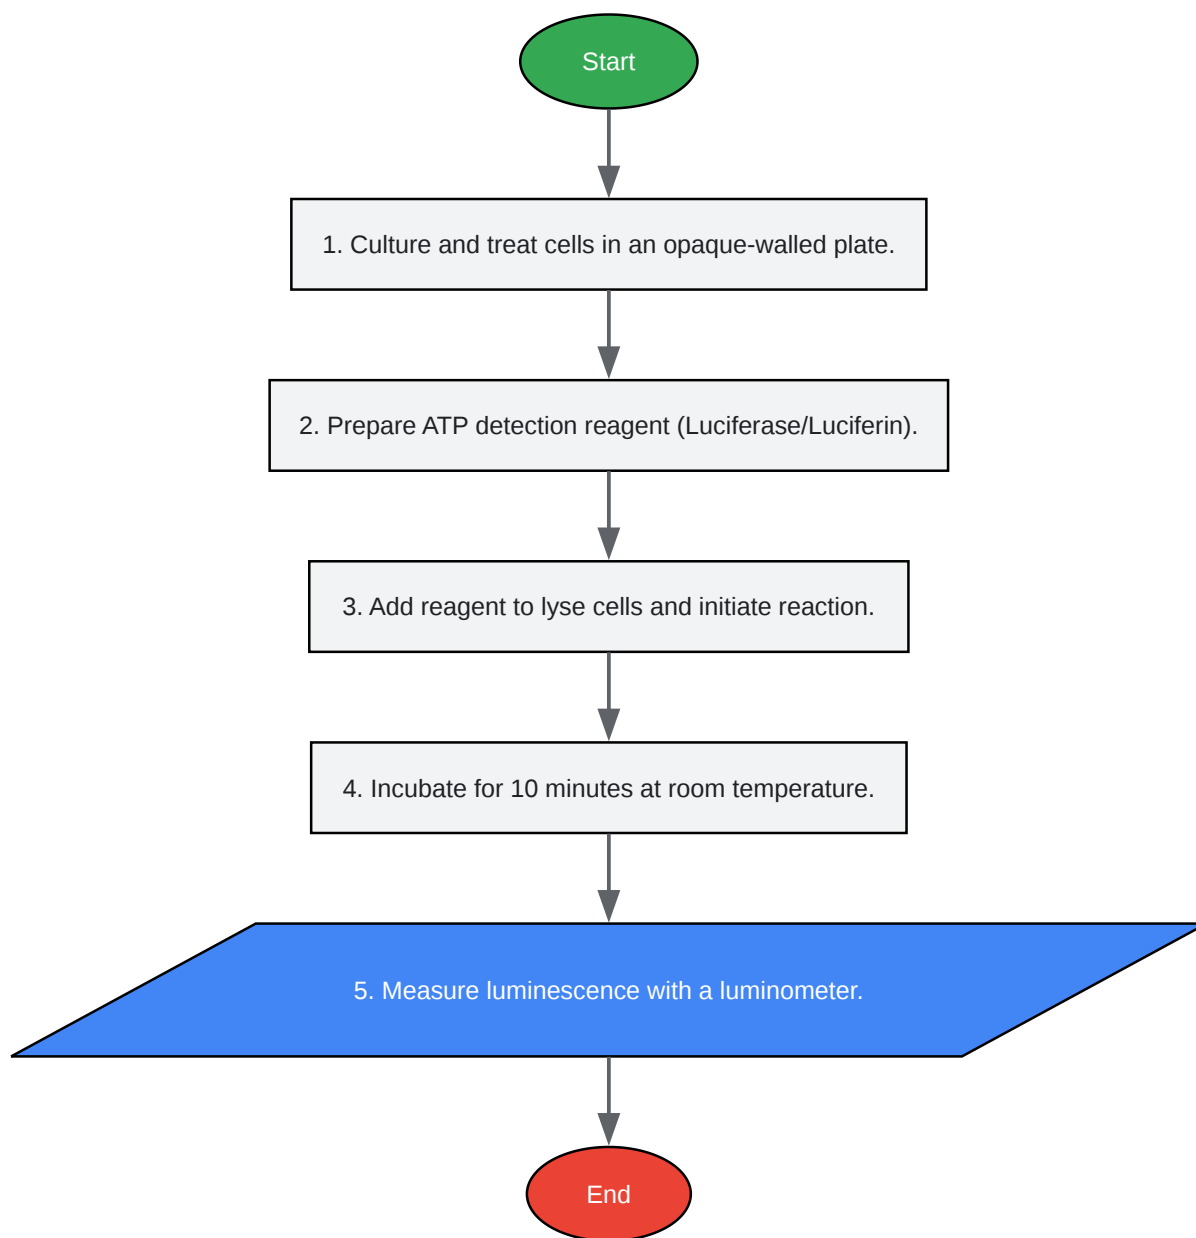 Start
1. Culture and treat cells in an opaque-walled plate.
2. Prepare ATP detection reagent (Luciferase/Luciferin).
3. Add reagent to lyse cells and initiate reaction.
4. Incubate for 10 minutes at room temperature.
5. Measure luminescence with a luminometer.
End